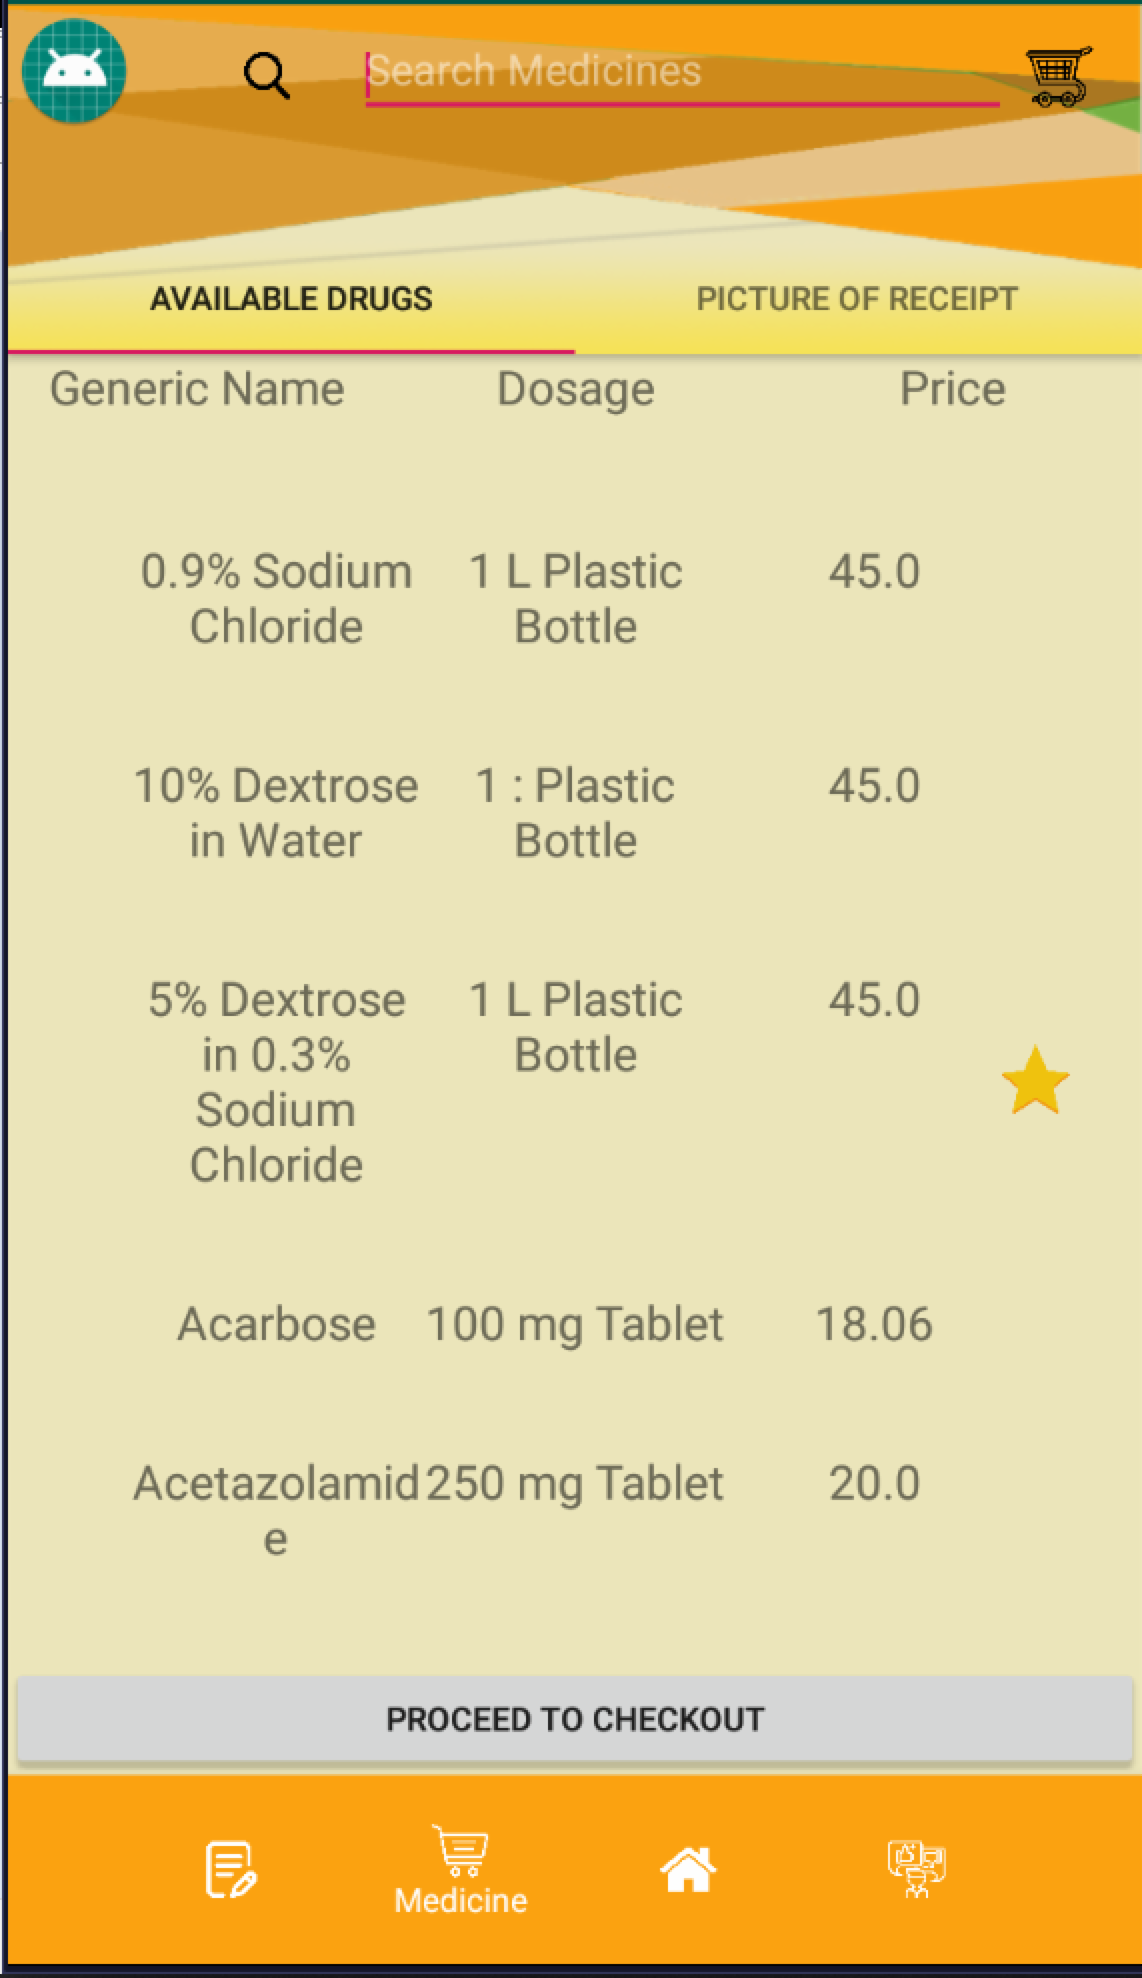 Search Medicines
AVAILABLE DRUGS PICTURE OF RECEIPT
Generic Name Dosage Price
0.9% Sodium 1 L Plastic 45.0
Chloride Bottle
10% Dextrose 1 : Plastic 45.0
in Water Bottle
5% Dextrose 1 L Plastic 45.0
in 0.3% Bottle
Sodium
Chloride
Acarbose 100 mg Tablet 18.06
Acetazolamid 250 mg Tablet 20.0
e
PROCEED TO CHECKOUT
Medicine